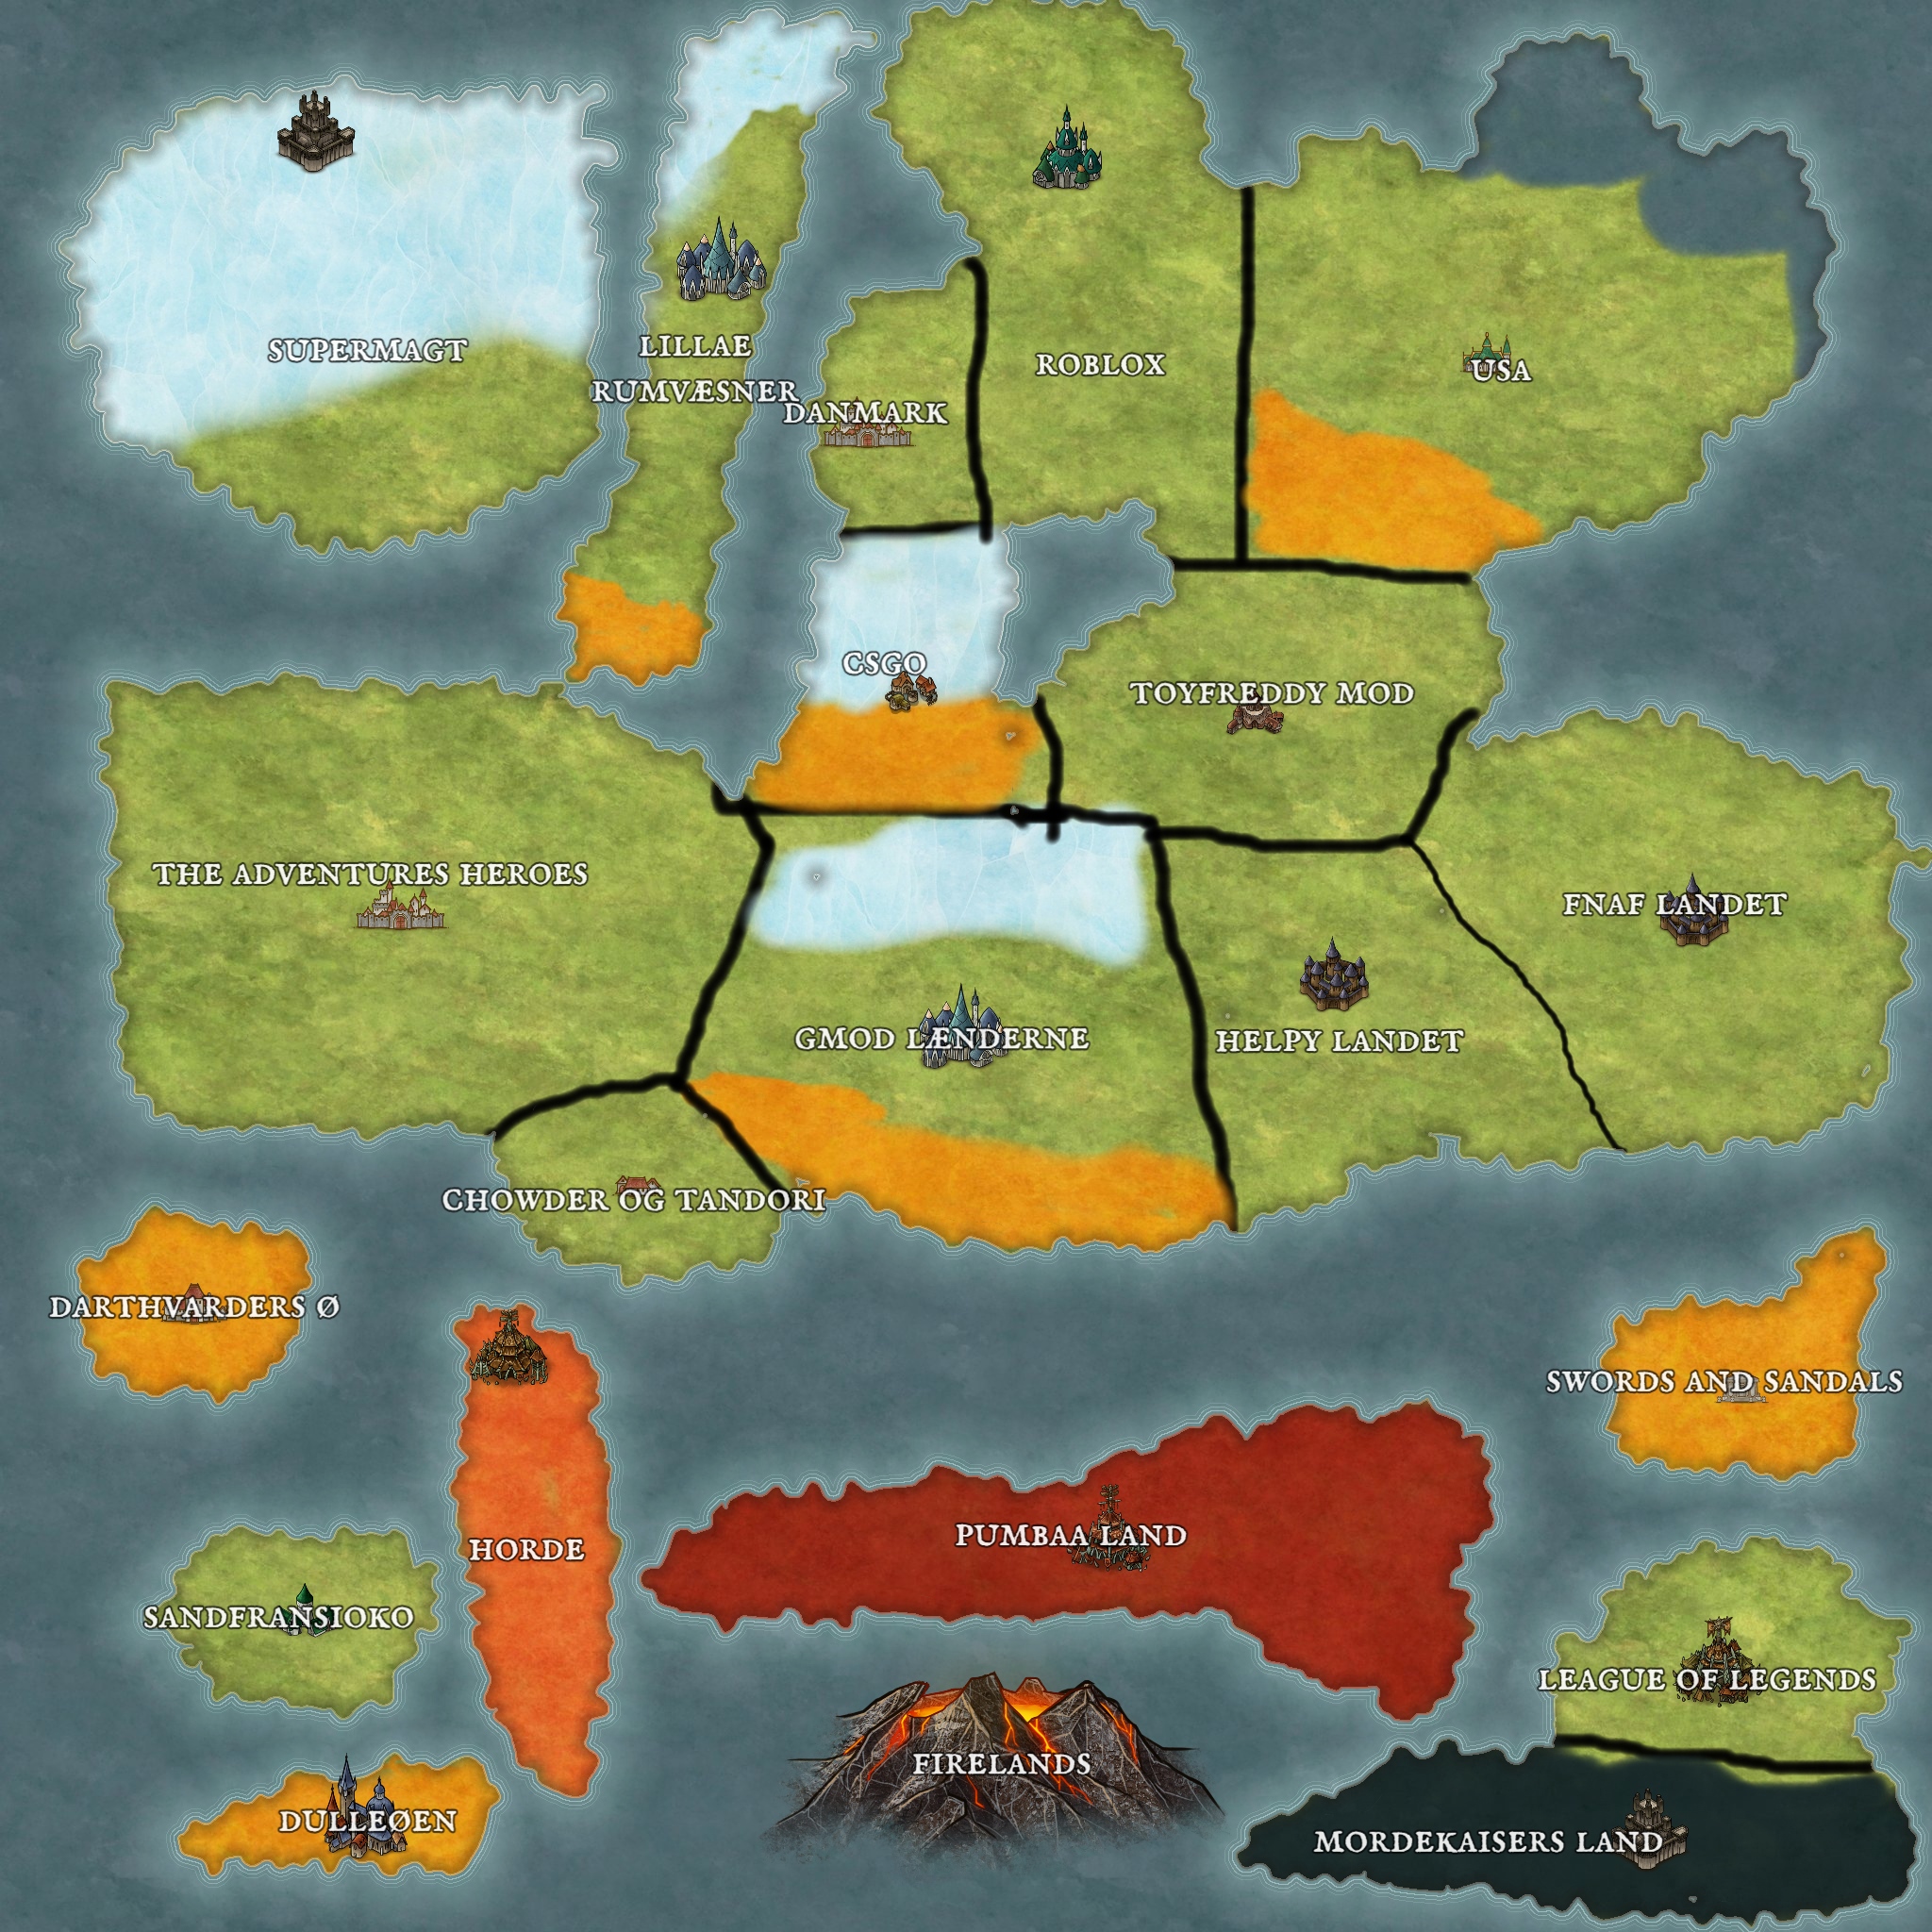 SUPERMAGT
LILLAE
RUMVÆSNER
DANMARK
ROBLOX
USA
CSGO
TOYFREDDY MOD
THE ADVENTURES HEROES
FNAF LANDET
GMOD LÆNDERNE
HELPY LANDET
CHOWDER OG TANDORI
DARTHVARDERS Ø
SWORDS AND SANDALS
HORDE
PUMBAA LAND
SANDFRANSIOKO
LEAGUE OF LEGENDS
FIRELANDS
DULLEØEN
MORDEKAISERS LAND